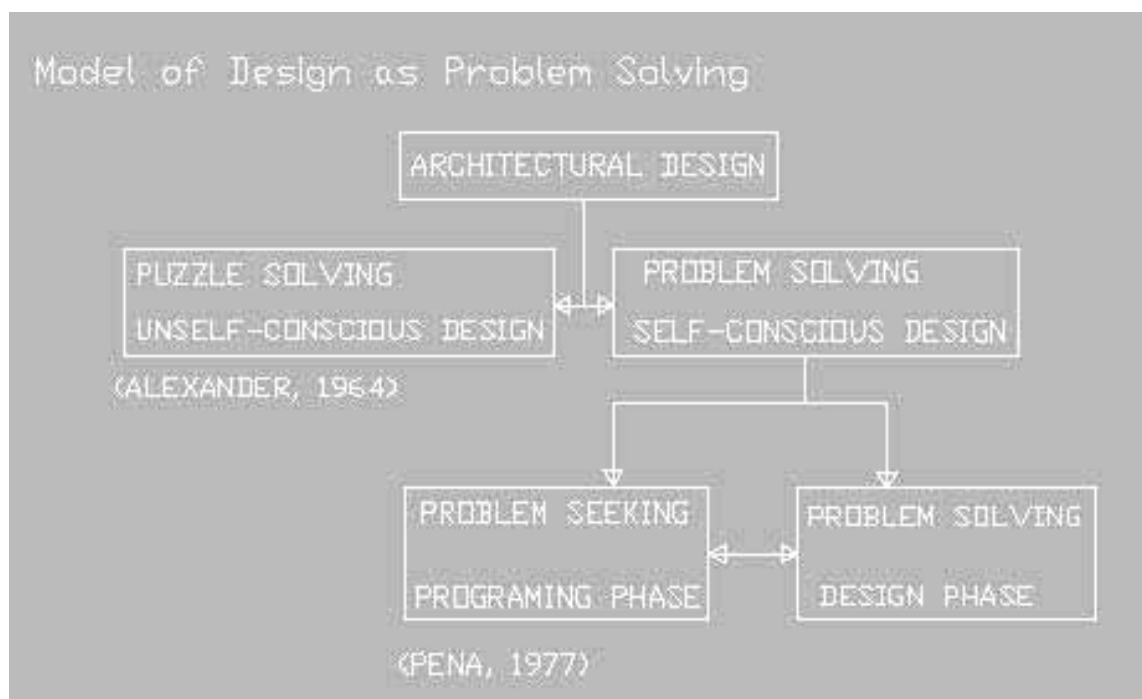 Model of Design as Problem Solving
ARCHITECTURAL DESIGN
PUZZLE SOLVING
UNSELF-CONSCIOUS DESIGN
(ALEXANDER, 1964)
PROBLEM SOLVING
SELF-CONSCIOUS DESIGN
PROBLEM SEEKING
PROGRAMING PHASE
(PENA, 1977)
PROBLEM SOLVING
DESIGN PHASE